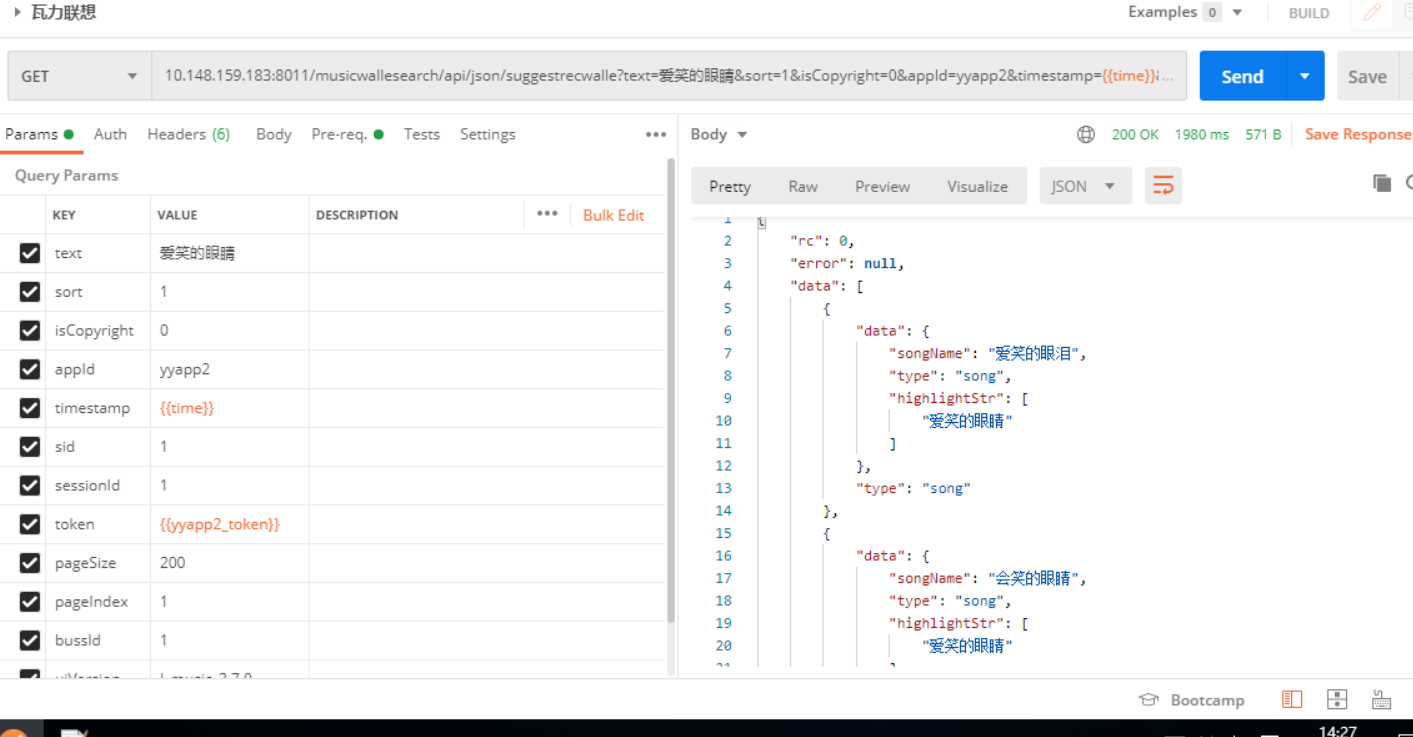 瓦力联想
Examples 0
BUILD
GET
10.148.159.183:8011/musicwallesearch/api/json/suggestrecwalle?text=爱笑的眼睛&sort=1&isCopyright=0&appId=yyapp2&timestamp={{time}}&...
Send
Save
Params
Auth
Headers (6)
Body
Pre-req.
Tests
Settings
Body
200 OK
1980 ms
571 B
Save Response
Query Params
Pretty
Raw
Preview
Visualize
JSON
KEY
VALUE
DESCRIPTION
Bulk Edit
text 爱笑的眼睛
sort 1
isCopyright 0
appId yyapp2
timestamp {{time}}
sid 1
sessionId 1
token {{yyapp2_token}}
pageSize 200
pageIndex 1
bussId 1
1 {
2 "rc": 0,
3 "error": null,
4 "data": [
5 {
6 "data": {
7 "songName": "爱笑的眼泪",
8 "type": "song",
9 "highlightStr": [
10 "爱笑的眼睛"
11 ]
12 },
13 "type": "song"
14 },
15 {
16 "data": {
17 "songName": "会笑的眼睛",
18 "type": "song",
19 "highlightStr": [
20 "爱笑的眼睛"
21 ]
Bootcamp
14:27